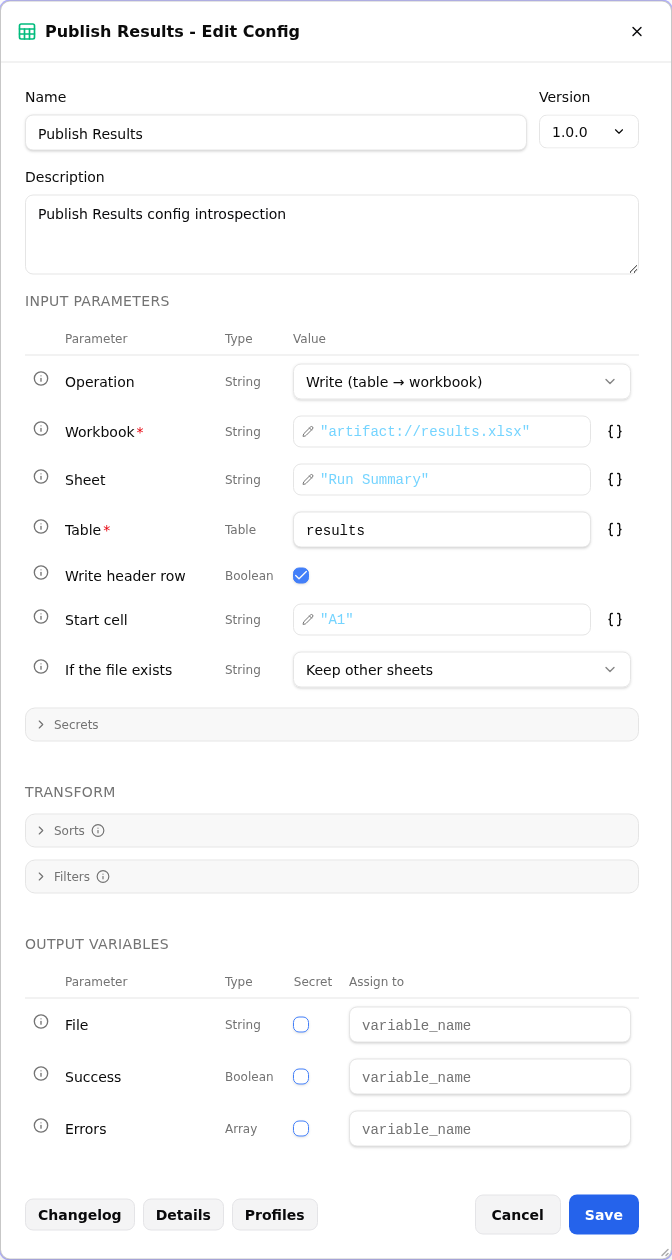 Publish Results - Edit Config
Name
Version
Publish Results
1.0.0
Description
Publish Results config introspection
INPUT PARAMETERS
Parameter Type Value
Operation String Write (table → workbook)
Workbook* String "artifact://results.xlsx" {}
Sheet String "Run Summary" {}
Table* Table results {}
Write header row Boolean
Start cell String "A1" {}
If the file exists String Keep other sheets
Secrets
TRANSFORM
Sorts
Filters
OUTPUT VARIABLES
Parameter Type Secret Assign to
File String variable_name
Success Boolean variable_name
Errors Array variable_name
Changelog Details Profiles Cancel Save